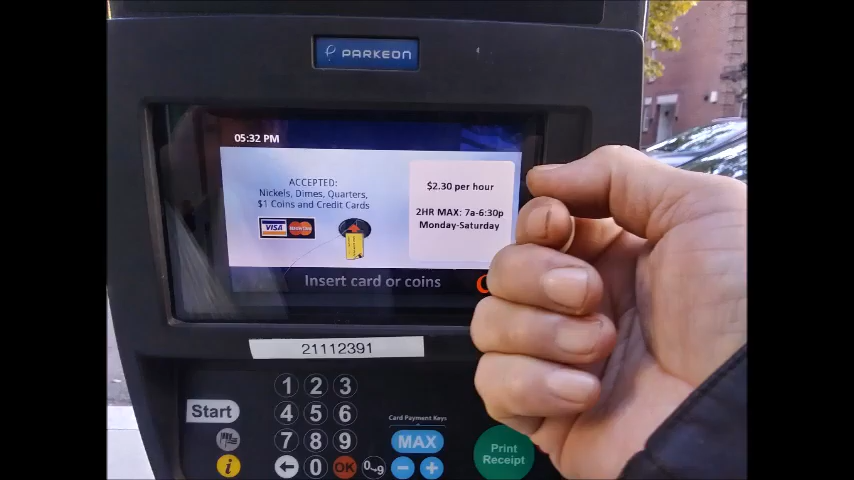 PARKEON
05:32 PM
ACCEPTED:
Nickels, Dimes, Quarters,
$1 Coins and Credit Cards
VISA
$2.30 per hour
2HR MAX: 7a-6:30p
Monday-Saturday
Insert card or coins
21112391
Start
1 2 3
4 5 6
7 8 9
0 OK
0-9
i
Card Payment Keys
MAX
- +
Print
Receipt